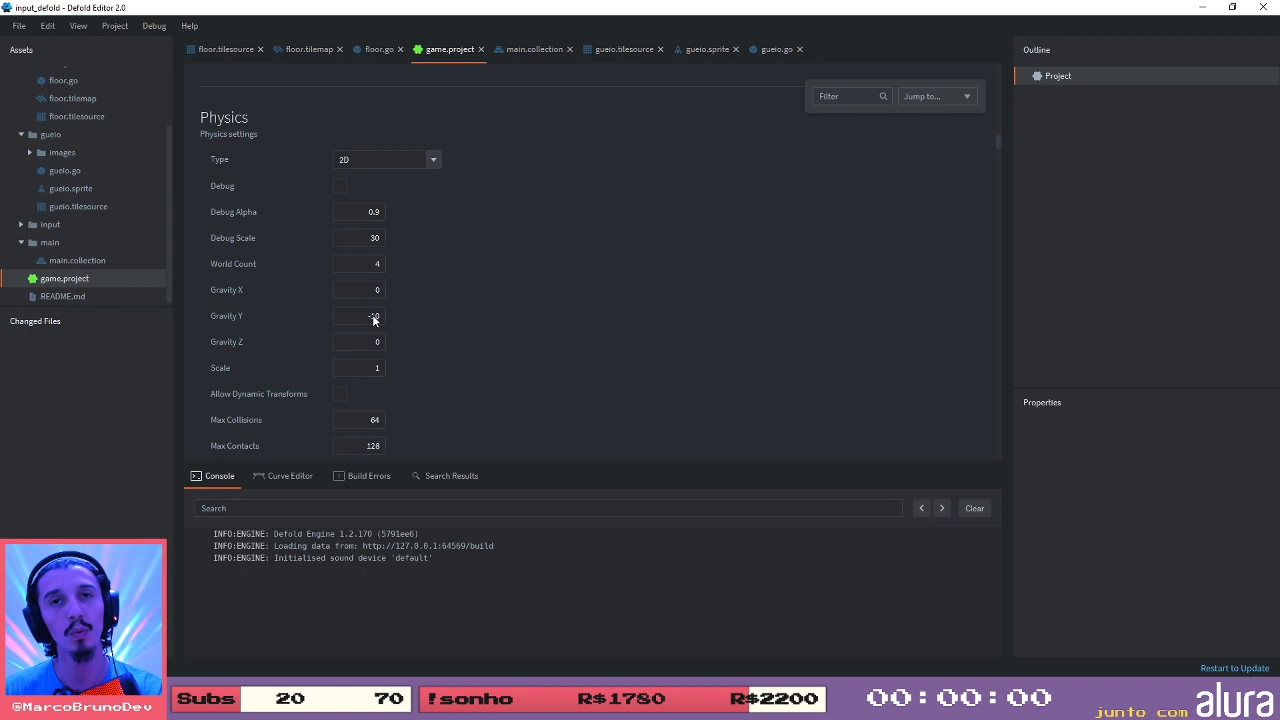 input_defold - Defold Editor 2.0
File Edit View Project Debug Help
Assets
floor.go
floor.tilemap
floor.tilesource
gueio
images
gueio.go
gueio.sprite
gueio.tilesource
input
main
main.collection
game.project
README.md
Changed Files
floor.tilesource floor.tilemap floor.go game.project main.collection gueio.tilesource gueio.sprite gueio.go
Filter Jump to...
Physics
Physics settings
Type 2D
Debug
Debug Alpha 0.9
Debug Scale 30
World Count 4
Gravity X 0
Gravity Y -10
Gravity Z 0
Scale 1
Allow Dynamic Transforms
Max Collisions 64
Max Contacts 128
Console Curve Editor Build Errors Search Results
Search Clear
INFO:ENGINE: Defold Engine 1.2.170 (5791ee6)
INFO:ENGINE: Loading data from: http://127.0.0.1:64569/build
INFO:ENGINE: Initialised sound device 'default'
Outline
Project
Properties
Restart to Update
@MarcoBrunoDev
Subs 20 70
!sonho R$1780 R$2200
00:00:00
junto com alura